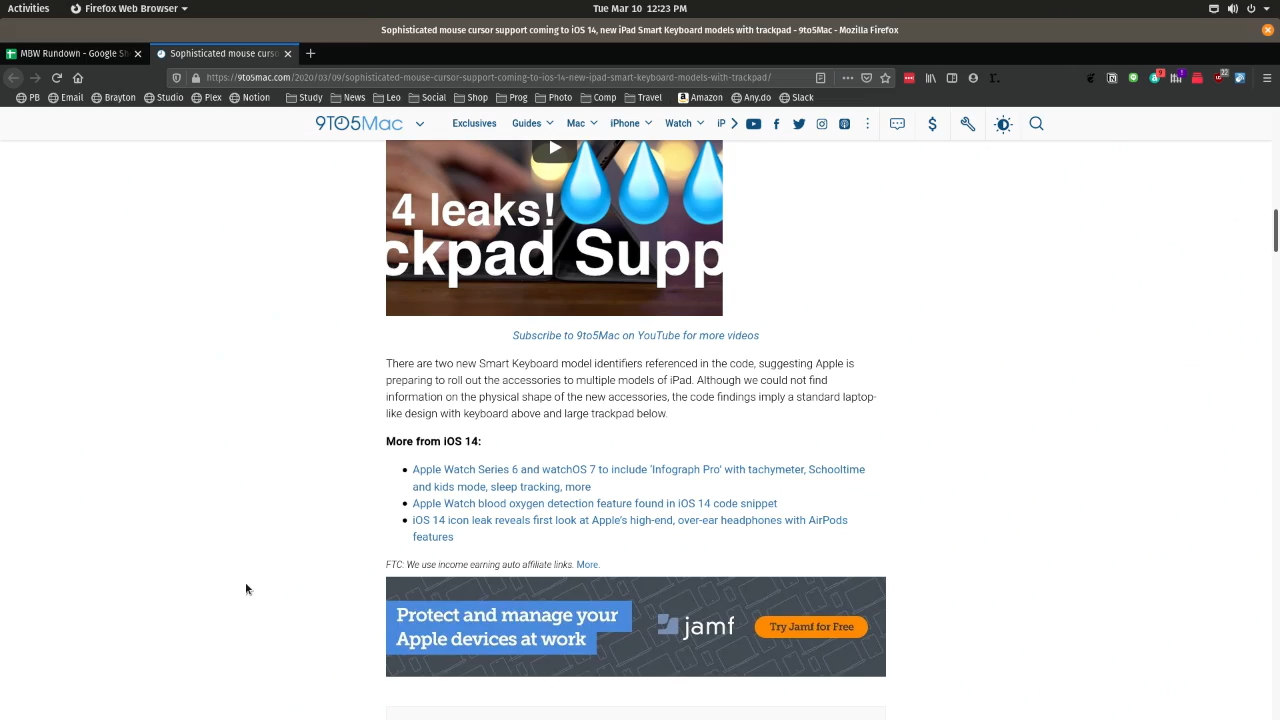 Activities
Firefox Web Browser
Tue Mar 10 12:23 PM
Sophisticated mouse cursor support coming to iOS 14, new iPad Smart Keyboard models with trackpad - 9to5Mac - Mozilla Firefox
MBW Rundown - Google Sh
Sophisticated mouse curso
https://9to5mac.com/2020/03/09/sophisticated-mouse-cursor-support-coming-to-ios-14-new-ipad-smart-keyboard-models-with-trackpad/
PB Email Brayton Studio Plex Notion Study News Leo Social Shop Prog Photo Comp Travel Amazon Any.do Slack
9TO5Mac
Exclusives Guides Mac iPhone Watch iP
4 leaks!
ckpad Supp
Subscribe to 9to5Mac on YouTube for more videos
There are two new Smart Keyboard model identifiers referenced in the code, suggesting Apple is
preparing to roll out the accessories to multiple models of iPad. Although we could not find
information on the physical shape of the new accessories, the code findings imply a standard laptop-
like design with keyboard above and large trackpad below.
More from iOS 14:
Apple Watch Series 6 and watchOS 7 to include ‘Infograph Pro’ with tachymeter, Schooltime
and kids mode, sleep tracking, more
Apple Watch blood oxygen detection feature found in iOS 14 code snippet
iOS 14 icon leak reveals first look at Apple’s high-end, over-ear headphones with AirPods
features
FTC: We use income earning auto affiliate links. More.
Protect and manage your
Apple devices at work
jamf
Try Jamf for Free